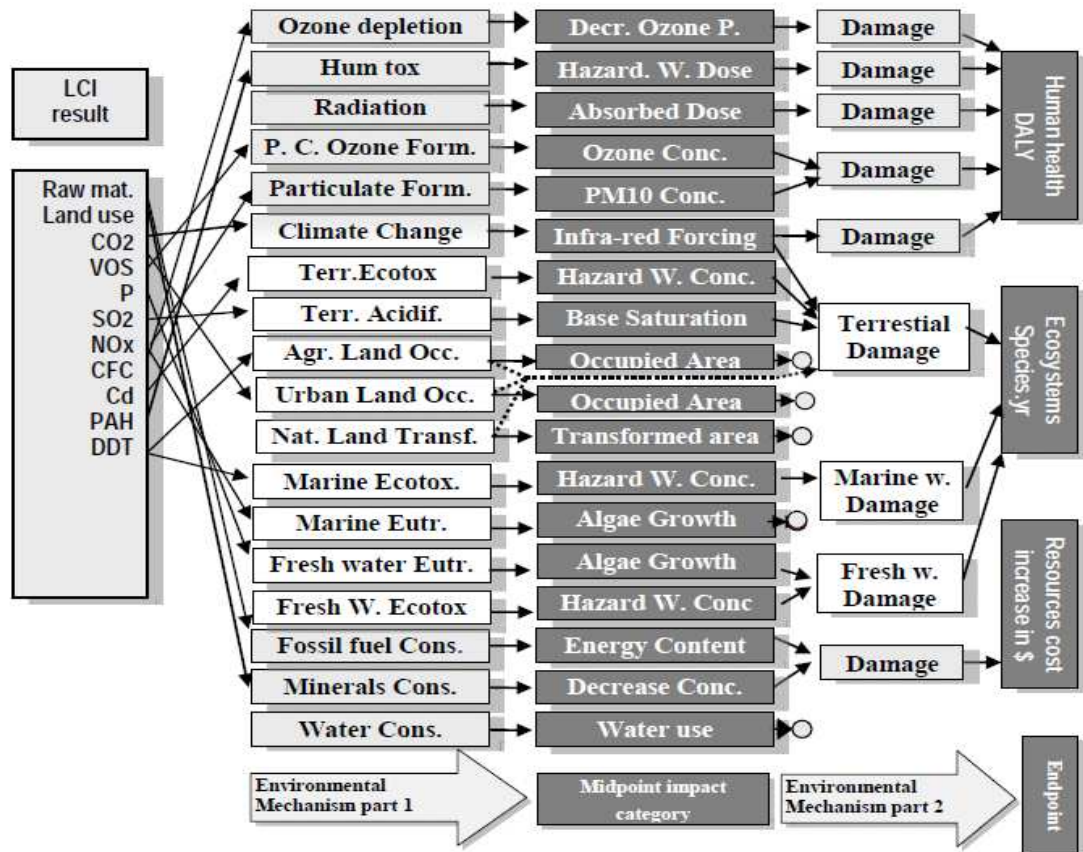 LCI
result
Raw mat.
Land use
CO2
VOS
P
SO2
NOx
CFC
Cd
PAH
DDT
Ozone depletion
Hum tox
Radiation
P. C. Ozone Form.
Particulate Form.
Climate Change
Terr.Ecotox
Terr. Acidif.
Agr. Land Occ.
Urban Land Occ.
Nat. Land Transf.
Marine Ecotox.
Marine Eutr.
Fresh water Eutr.
Fresh W. Ecotox
Fossil fuel Cons.
Minerals Cons.
Water Cons.
Decr. Ozone P.
Hazard. W. Dose
Absorbed Dose
Ozone Conc.
PM10 Conc.
Infra-red Forcing
Hazard W. Conc.
Base Saturation
Occupied Area
Occupied Area
Transformed area
Hazard W. Conc.
Algae Growth
Algae Growth
Hazard W. Conc
Energy Content
Decrease Conc.
Water use
Damage
Damage
Damage
Damage
Damage
Terrestial
Damage
Marine w.
Damage
Fresh w.
Damage
Damage
Human health
DALY
Ecosystems
Species.yr
Resources cost
increase in $
Environmental
Mechanism part 1
Midpoint impact
category
Environmental
Mechanism part 2
Endpoint